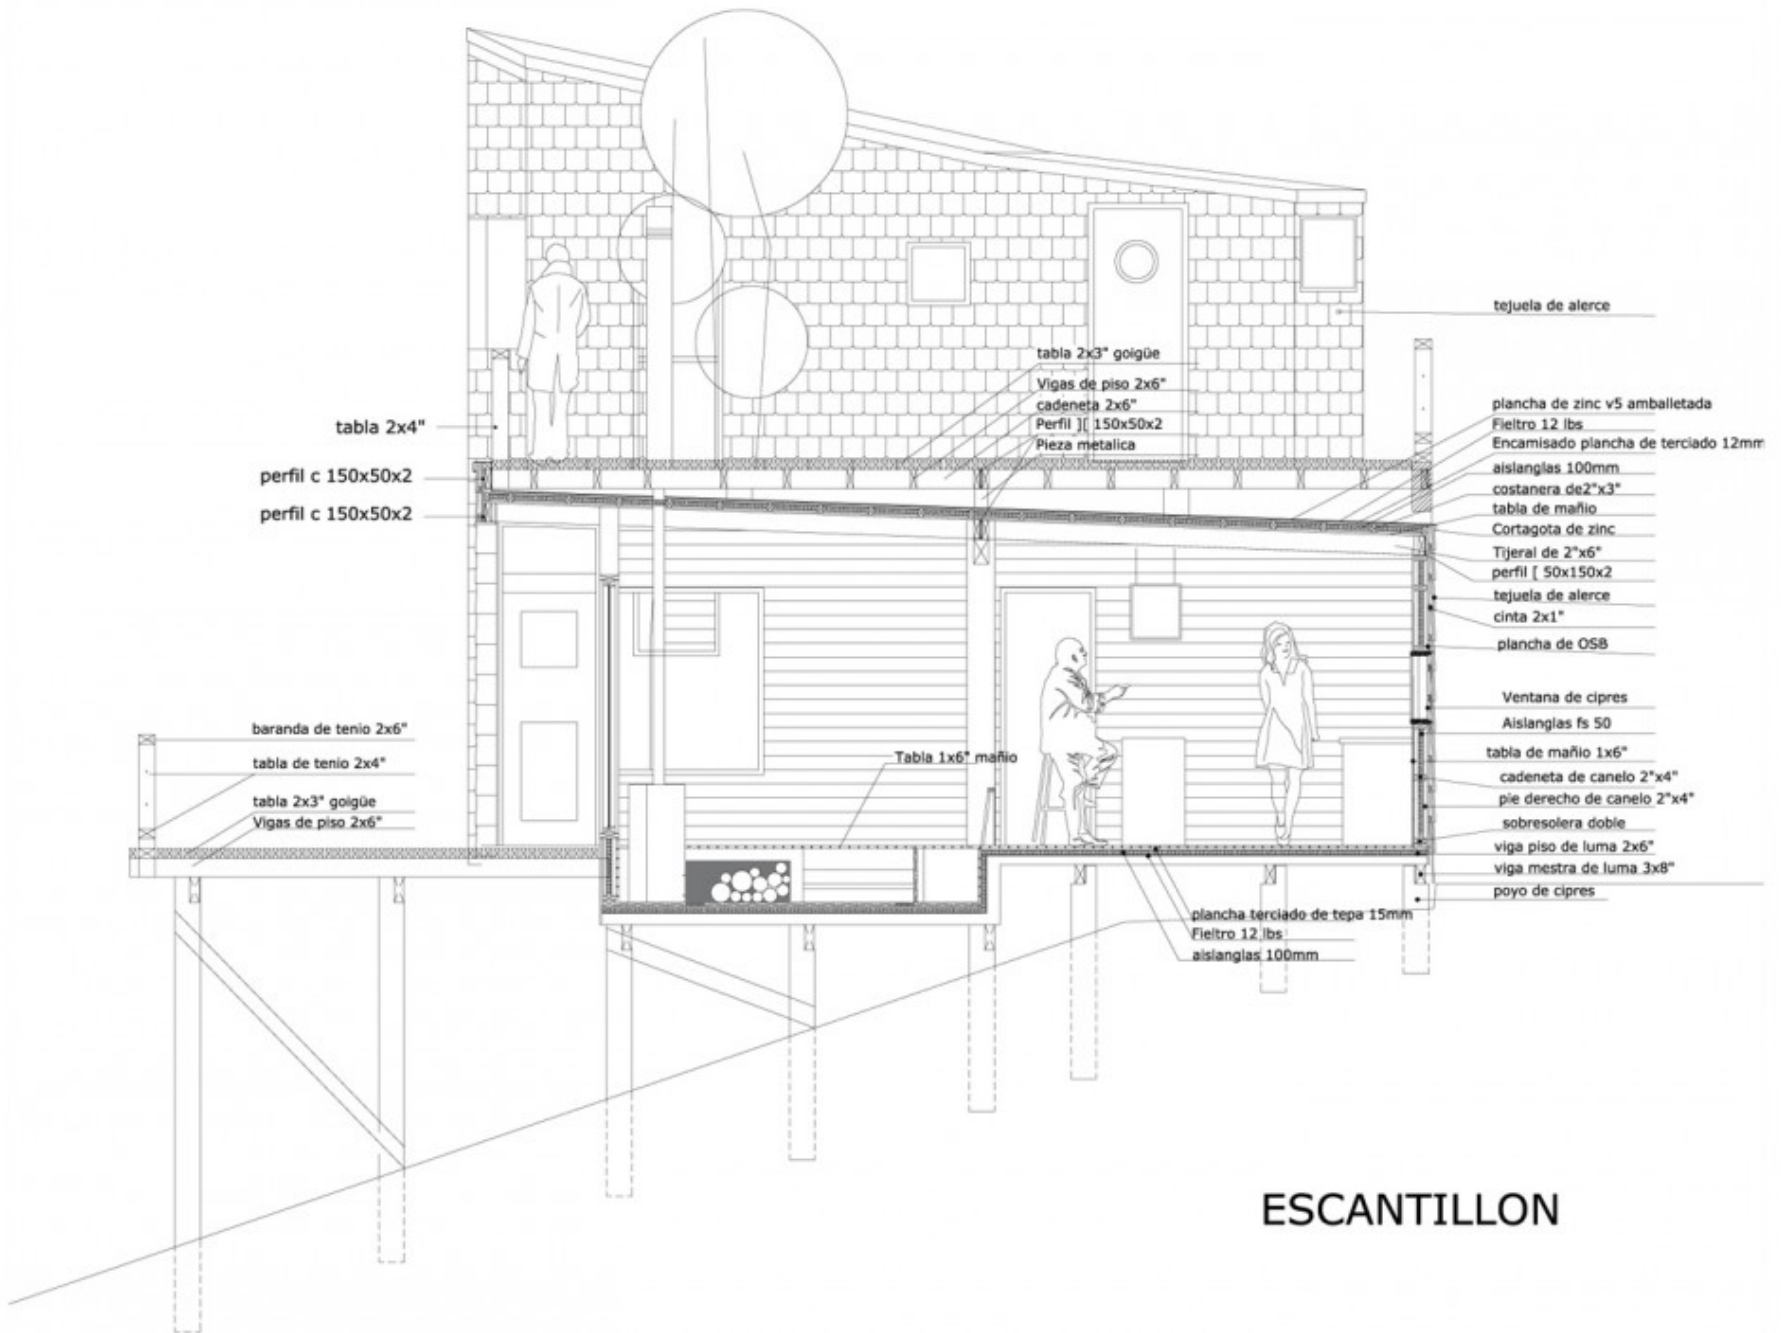 tejuela de alerce
tabla 2x3" goigüe
Vigas de piso 2x6"
cadeneta 2x6"
Perfil ][ 150x50x2
Pieza metalica
tabla 2x4"
perfil c 150x50x2
perfil c 150x50x2
plancha de zinc v5 amballetada
Fieltro 12 lbs
Encamisado plancha de terciado 12mm
aislanglas 100mm
costanera de2"x3"
tabla de mañio
Cortagota de zinc
Tijeral de 2"x6"
perfil [ 50x150x2
tejuela de alerce
cinta 2x1"
plancha de OSB
Ventana de cipres
Aislanglas fs 50
tabla de mañio 1x6"
cadeneta de canelo 2"x4"
pie derecho de canelo 2"x4"
sobresolera doble
viga piso de luma 2x6"
viga mestra de luma 3x8"
poyo de cipres
baranda de tenio 2x6"
tabla de tenio 2x4"
tabla 2x3" goigüe
Vigas de piso 2x6"
Tabla 1x6" mañio
plancha terciado de tepa 15mm
Fieltro 12 lbs
aislanglas 100mm
ESCANTILLON